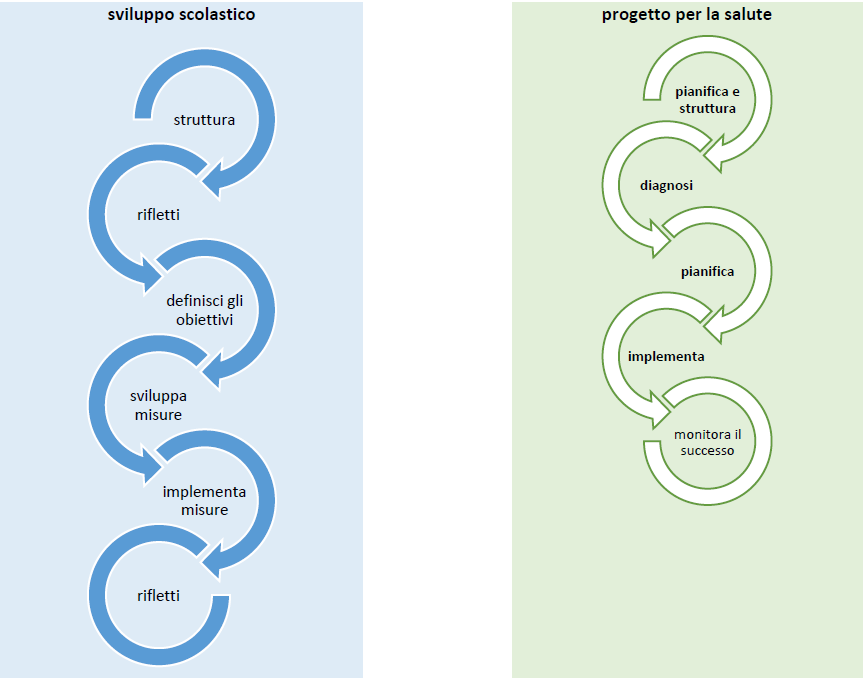 sviluppo scolastico
struttura
rifletti
definisci gli
obiettivi
sviluppa
misure
implementa
misure
rifletti
progetto per la salute
pianifica e
struttura
diagnosi
pianifica
implementa
monitora il
successo